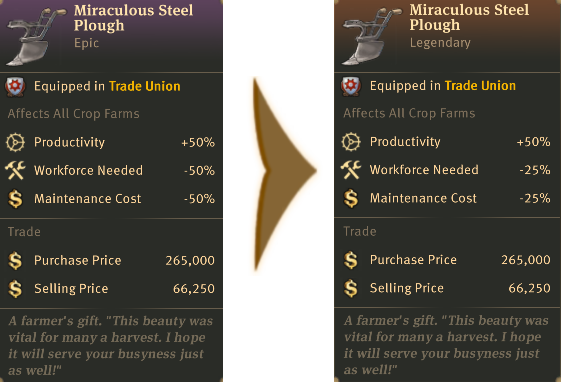 Miraculous Steel
Plough
Epic
Equipped in Trade Union
Affects All Crop Farms
Productivity +50%
Workforce Needed -50%
Maintenance Cost -50%
Trade
Purchase Price 265,000
Selling Price 66,250
A farmer's gift. "This beauty was
vital for many a harvest. I hope
it will serve your busyness just
as well!"
Miraculous Steel
Plough
Legendary
Equipped in Trade Union
Affects All Crop Farms
Productivity +50%
Workforce Needed -25%
Maintenance Cost -25%
Trade
Purchase Price 265,000
Selling Price 66,250
A farmer's gift. "This beauty was
vital for many a harvest. I hope
it will serve your busyness just
as well!"